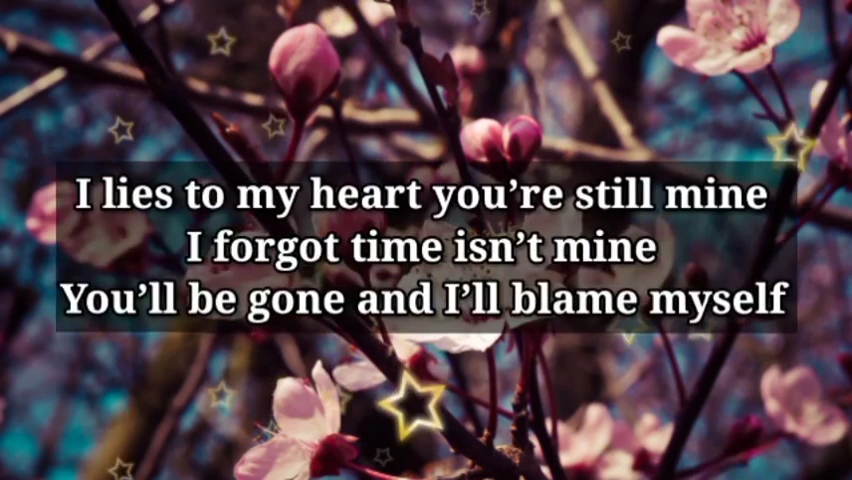 I lies to my heart you’re still mine
I forgot time isn’t mine
You’ll be gone and I’ll blame myself